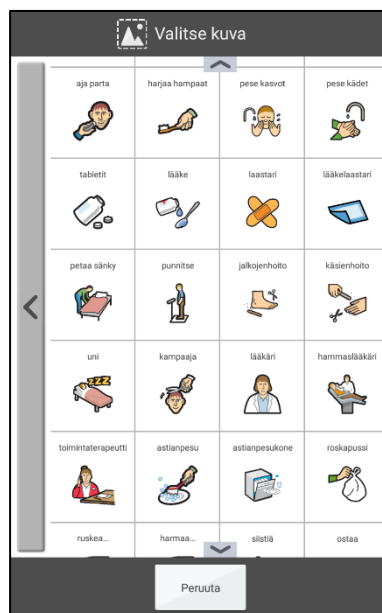 Valitse kuva
aja parta
harjaa hampaat
pese kasvot
pese kädet
tabletit
lääke
laastari
lääkelaastari
petaa sänky
punnitse
jalkojenhoito
käsienhoito
uni
zzz
kampaaja
lääkäri
hammaslääkäri
toimintaterapeutti
astianpesu
astianpesukone
roskapussi
ruskea...
harmaa...
siistiä
ostaa
Peruuta